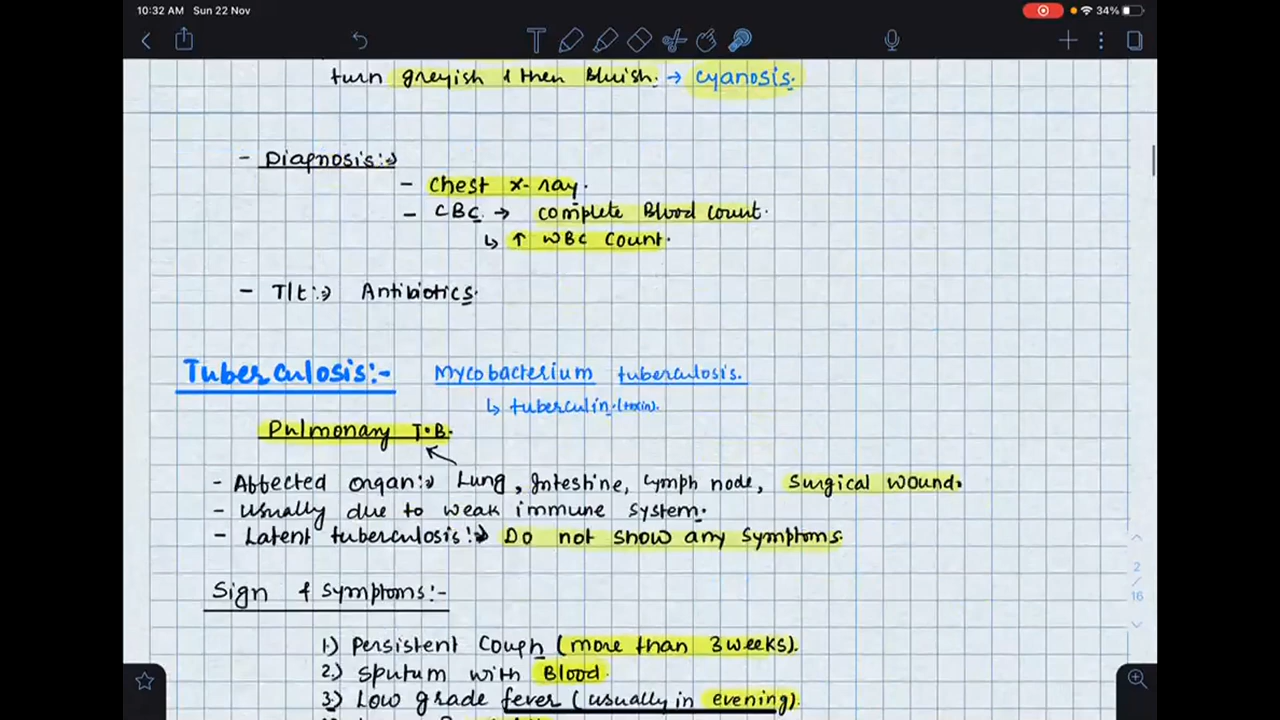 10:32 AM Sun 22 Nov
34%
turn greyish & then Bluish. → cyanosis.
- Diagnosis:→
- Chest x-ray.
- CBC → complete Blood count.
↳ ↑ WBC Count.
- T/t:→ Antibiotics.
Tuberculosis:- Mycobacterium tuberculosis.
↳ tuberculin.(toxin).
Pulmonary T.B.
- Affected organ:→ Lung, Intestine, Lymph node, Surgical wound.
- Usually due to weak immune system.
- Latent tuberculosis:→ Do not show any symptoms.
Sign & Symptoms:-
1.) Persistent Cough (more than 3 weeks).
2.) Sputum with Blood.
3.) Low grade fever (usually in evening).
2
/
16